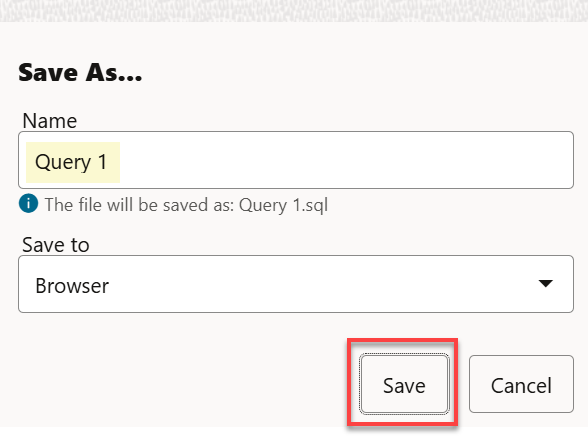 Save As...
Name
Query 1
The file will be saved as: Query 1.sql
Save to
Browser
Save Cancel